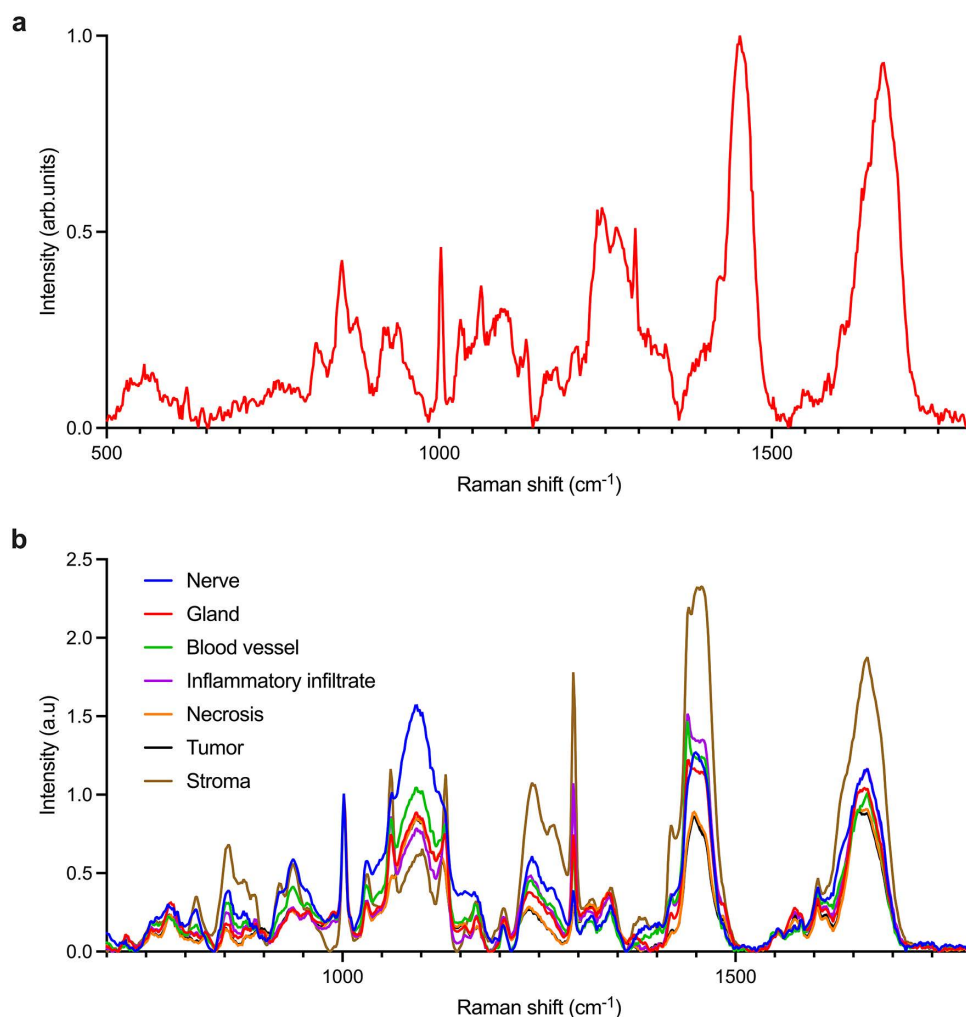 a
1.0
0.5
0.0
Intensity (arb.units)
500
1000
1500
Raman shift (cm-1)
b
2.5
2.0
1.5
1.0
0.5
0.0
Intensity (a.u)
Nerve
Gland
Blood vessel
Inflammatory infiltrate
Necrosis
Tumor
Stroma
1000
1500
Raman shift (cm-1)